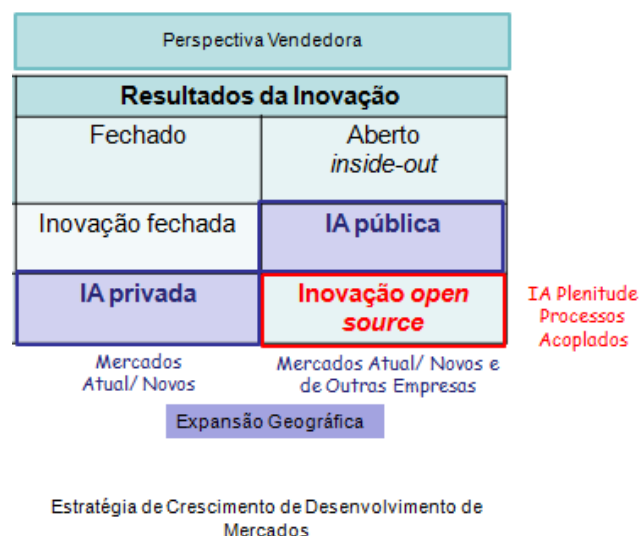 Perspectiva Vendedora
Resultados da Inovação
Fechado
Aberto
inside-out
Inovação fechada
IA pública
IA privada
Inovação open
source
IA Plenitude
Processos
Acoplados
Mercados
Atual/ Novos
Mercados Atual/ Novos e
de Outras Empresas
Expansão Geográfica
Estratégia de Crescimento de Desenvolvimento de
Mercados